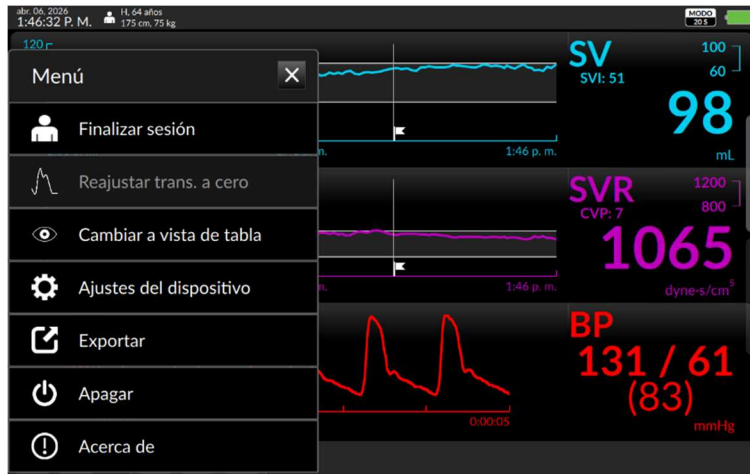 abr. 06, 2026
1:46:32 P. M.
H, 64 años
175 cm, 75 kg
MODO
20 S
120
Menú
Finalizar sesión
Reajustar trans. a cero
Cambiar a vista de tabla
Ajustes del dispositivo
Exportar
Apagar
Acerca de
1:46 p. m.
SV
SVI: 51
100
60
98
mL
1:46 p. m.
SVR
CVP: 7
1200
800
1065
dyne-s/cm⁵
0:00:05
BP
131 / 61
(83)
mmHg